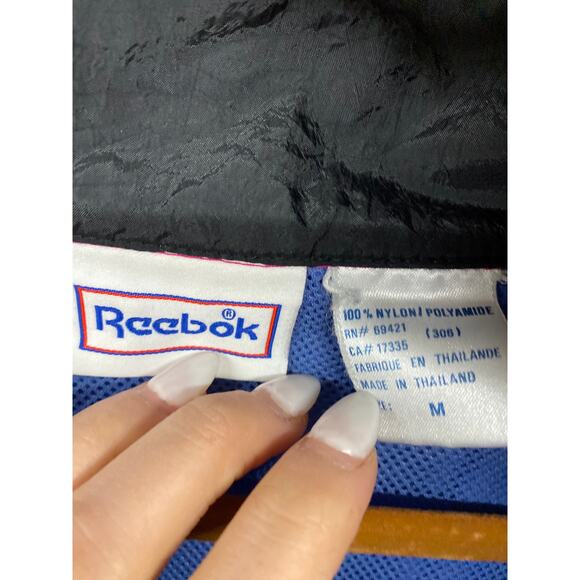 Reebok®
100% NYLON/POLYAMIDE
RN# 69421 (306)
CA# 17335
FABRIQUE EN THAILANDE
MADE IN THAILAND
M